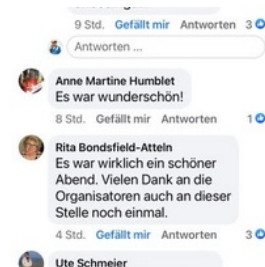 9 Std. Gefällt mir Antworten 3
Antworten ...
Anne Martine Humblet
Es war wunderschön!
8 Std. Gefällt mir Antworten 1
Rita Bondsfield-Atteln
Es war wirklich ein schöner
Abend. Vielen Dank an die
Organisatoren auch an dieser
Stelle noch einmal.
4 Std. Gefällt mir Antworten 3
Ute Schmeier